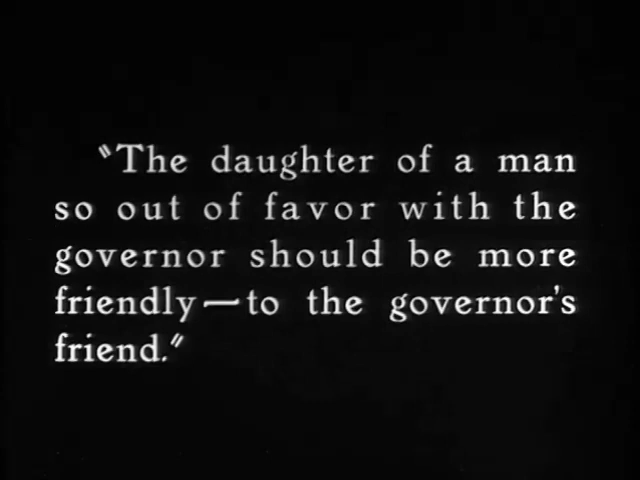 "The daughter of a man
so out of favor with the
governor should be more
friendly—to the governor's
friend."